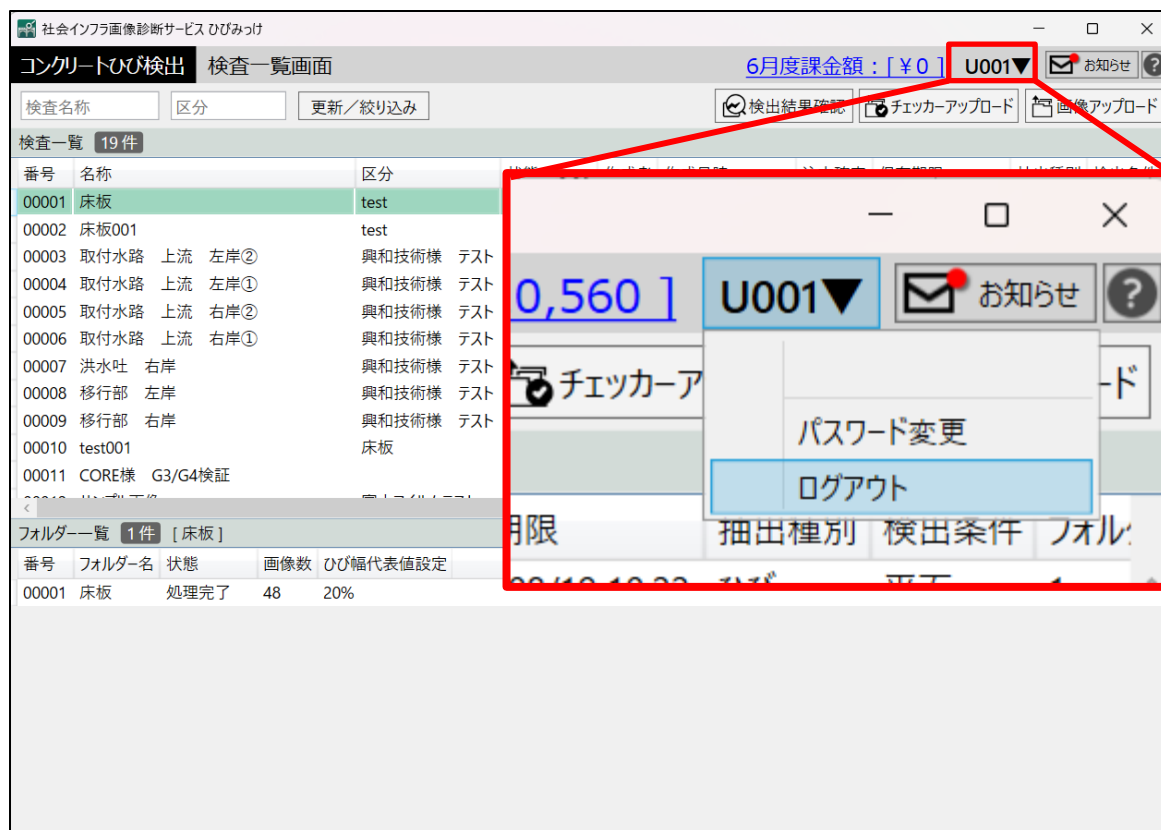 社会インフラ画像診断サービス ひびみっけ
コンクリートひび検出 検査一覧画面 6月度課金額：[ ¥0 ] U001▼ お知らせ ?
検査名称 区分 更新／絞り込み 検出結果確認 チェッカーアップロード 画像アップロード
検査一覧 19件
番号 名称 区分
00001 床板 test
00002 床板001 test
00003 取付水路 上流 左岸② 興和技術様 テスト
00004 取付水路 上流 左岸① 興和技術様 テスト
00005 取付水路 上流 右岸② 興和技術様 テスト
00006 取付水路 上流 右岸① 興和技術様 テスト
00007 洪水吐 右岸 興和技術様 テスト
00008 移行部 左岸 興和技術様 テスト
00009 移行部 右岸 興和技術様 テスト
00010 test001 床板
00011 CORE様 G3/G4検証
フォルダー一覧 1件 [ 床板 ]
番号 フォルダー名 状態 画像数 ひび幅代表値設定
00001 床板 処理完了 48 20%
0,560 ] U001▼ お知らせ ?
チェッカーア ード
パスワード変更
ログアウト
期限 抽出種別 検出条件 フォル